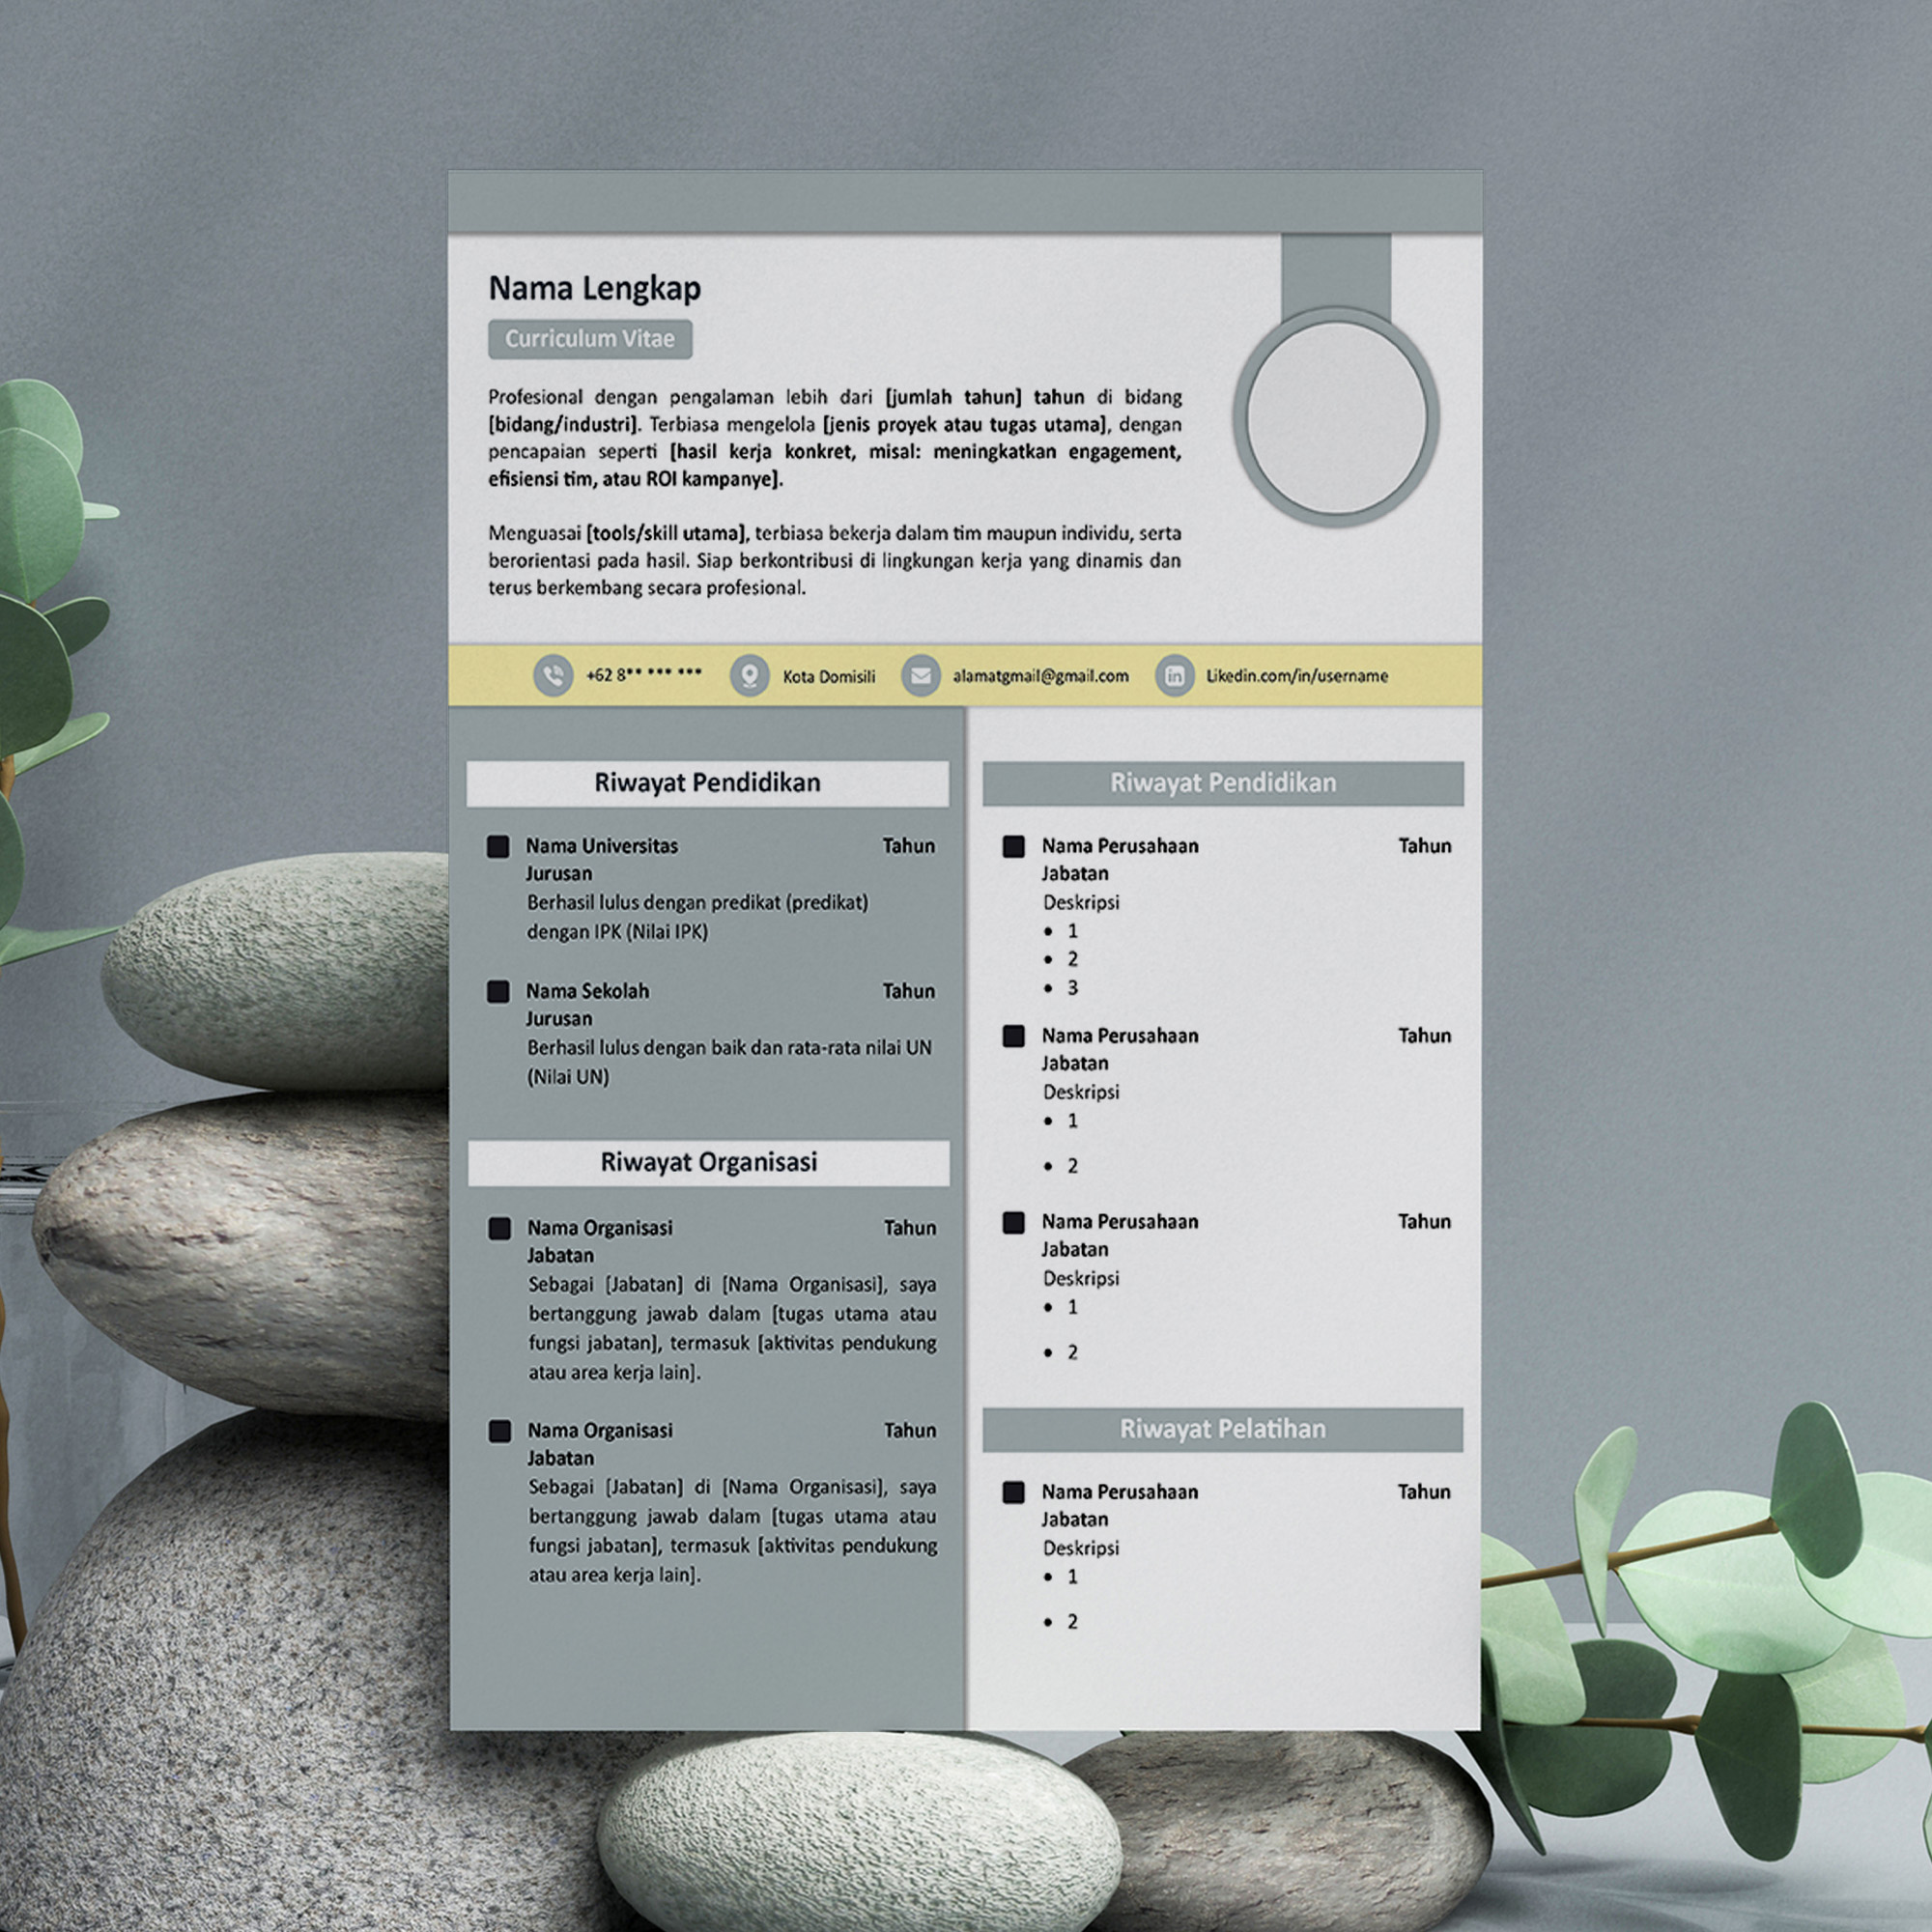 Nama Lengkap
Curriculum Vitae
Profesional dengan pengalaman lebih dari [jumlah tahun] tahun di bidang
[bidang/industri]. Terbiasa mengelola [jenis proyek atau tugas utama], dengan
pencapaian seperti [hasil kerja konkret, misal: meningkatkan engagement,
efisiensi tim, atau ROI kampanye].
Menguasai [tools/skill utama], terbiasa bekerja dalam tim maupun individu, serta
berorientasi pada hasil. Siap berkontribusi di lingkungan kerja yang dinamis dan
terus berkembang secara profesional.
+62 8** *** *** Kota Domisili alamatgmail@gmail.com in Likedin.com/in/username
Riwayat Pendidikan
Nama Universitas Tahun
Jurusan
Berhasil lulus dengan predikat (predikat)
dengan IPK (Nilai IPK)
Nama Sekolah Tahun
Jurusan
Berhasil lulus dengan baik dan rata-rata nilai UN
(Nilai UN)
Riwayat Organisasi
Nama Organisasi Tahun
Jabatan
Sebagai [Jabatan] di [Nama Organisasi], saya
bertanggung jawab dalam [tugas utama atau
fungsi jabatan], termasuk [aktivitas pendukung
atau area kerja lain].
Nama Organisasi Tahun
Jabatan
Sebagai [Jabatan] di [Nama Organisasi], saya
bertanggung jawab dalam [tugas utama atau
fungsi jabatan], termasuk [aktivitas pendukung
atau area kerja lain].
Riwayat Pendidikan
Nama Perusahaan Tahun
Jabatan
Deskripsi
• 1
• 2
• 3
Nama Perusahaan Tahun
Jabatan
Deskripsi
• 1
• 2
Nama Perusahaan Tahun
Jabatan
Deskripsi
• 1
• 2
Riwayat Pelatihan
Nama Perusahaan Tahun
Jabatan
Deskripsi
• 1
• 2